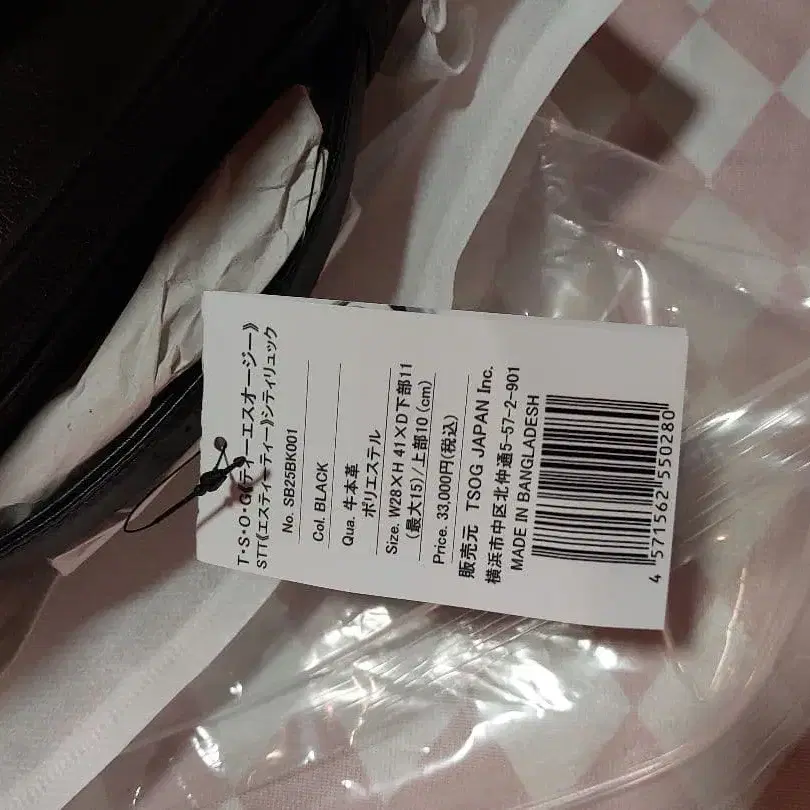 T・S・O・G《ティーエスオージー》
STT《エスティーティー》シティリュック
No. SB25BK001
Col. BLACK
Qua. 牛本革
ポリエステル
Size. W28×H 41×D下部11
(最大15)/上部10(cm)
Price. 33,000円(税込)
販売元 TSOG JAPAN Inc.
横浜市中区北仲通5-57-2-901
MADE IN BANGLADESH
4 571562 550280